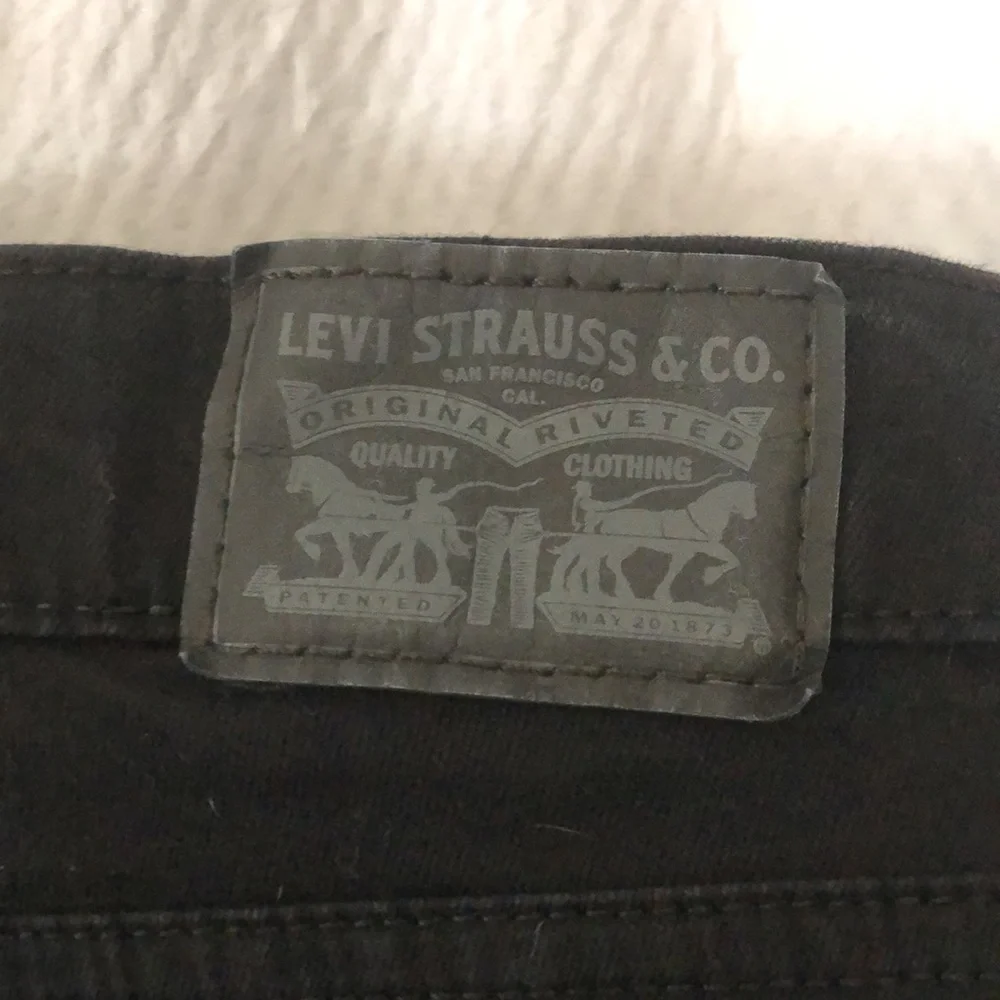 LEVI STRAUSS & CO.
SAN FRANCISCO
CAL.
ORIGINAL RIVETED
QUALITY CLOTHING
PATENTED MAY 20 1873
®